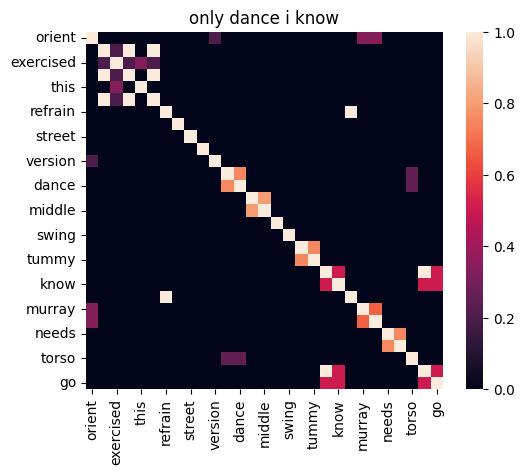 only dance i know
orient
exercised
this
refrain
street
version
dance
middle
swing
tummy
know
murray
needs
torso
go
1.0
0.8
0.6
0.4
0.2
0.0
orient
exercised
this
refrain
street
version
dance
middle
swing
tummy
know
murray
needs
torso
go